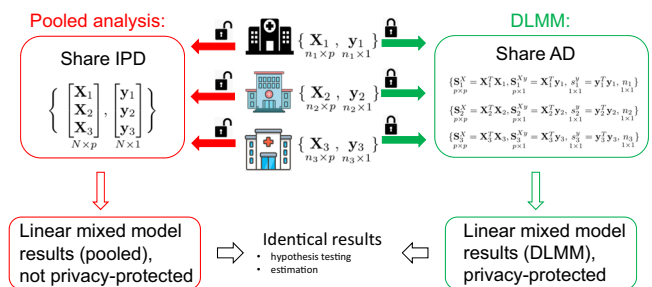 Pooled analysis:
DLMM:
Share IPD
{ [X₁ X₂ X₃] , [y₁ y₂ y₃] }
N×p N×1
{ X₁ , y₁ }
n₁×p n₁×1
{ X₂ , y₂ }
n₂×p n₂×1
{ X₃ , y₃ }
n₃×p n₃×1
Share AD
{S₁ˣ = X₁ᵀX₁, S₁ˣʸ = X₁ᵀy₁, s₁ʸ = y₁ᵀy₁, n₁
p×p p×1 1×1 1×1
{S₂ˣ = X₂ᵀX₂, S₂ˣʸ = X₂ᵀy₂, s₂ʸ = y₂ᵀy₂, n₂}
p×p p×1 1×1 1×1
{S₃ˣ = X₃ᵀX₃, S₃ˣʸ = X₃ᵀy₃, s₃ʸ = y₃ᵀy₃, n₃}
p×p p×1 1×1 1×1
Linear mixed model
results (pooled),
not privacy-protected
Identical results
• hypothesis testing
• estimation
Linear mixed model
results (DLMM),
privacy-protected